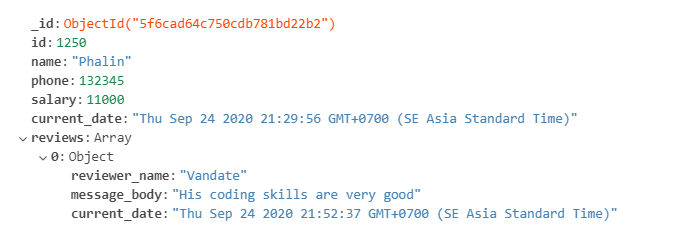 _id: ObjectId("5f6cad64c750cdb781bd22b2")
id: 1250
name: "Phalin"
phone: 132345
salary: 11000
current_date: "Thu Sep 24 2020 21:29:56 GMT+0700 (SE Asia Standard Time)"
reviews: Array
0: Object
reviewer_name: "Vandate"
message_body: "His coding skills are very good"
current_date: "Thu Sep 24 2020 21:52:37 GMT+0700 (SE Asia Standard Time)"